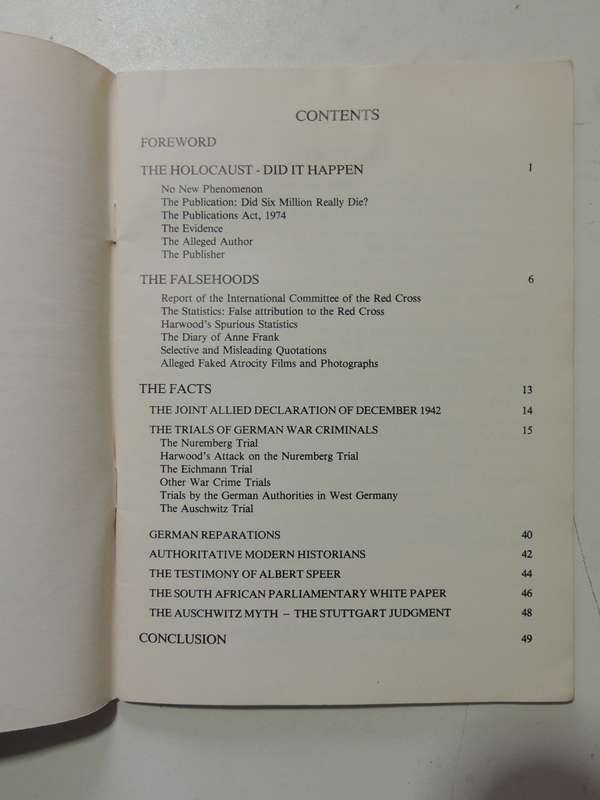 CONTENTS
FOREWORD
THE HOLOCAUST - DID IT HAPPEN 1
No New Phenomenon
The Publication: Did Six Million Really Die?
The Publications Act, 1974
The Evidence
The Alleged Author
The Publisher
THE FALSEHOODS 6
Report of the International Committee of the Red Cross
The Statistics: False attribution to the Red Cross
Harwood's Spurious Statistics
The Diary of Anne Frank
Selective and Misleading Quotations
Alleged Faked Atrocity Films and Photographs
THE FACTS 13
THE JOINT ALLIED DECLARATION OF DECEMBER 1942 14
THE TRIALS OF GERMAN WAR CRIMINALS 15
The Nuremberg Trial
Harwood's Attack on the Nuremberg Trial
The Eichmann Trial
Other War Crime Trials
Trials by the German Authorities in West Germany
The Auschwitz Trial
GERMAN REPARATIONS 40
AUTHORITATIVE MODERN HISTORIANS 42
THE TESTIMONY OF ALBERT SPEER 44
THE SOUTH AFRICAN PARLIAMENTARY WHITE PAPER 46
THE AUSCHWITZ MYTH – THE STUTTGART JUDGMENT 48
CONCLUSION 49